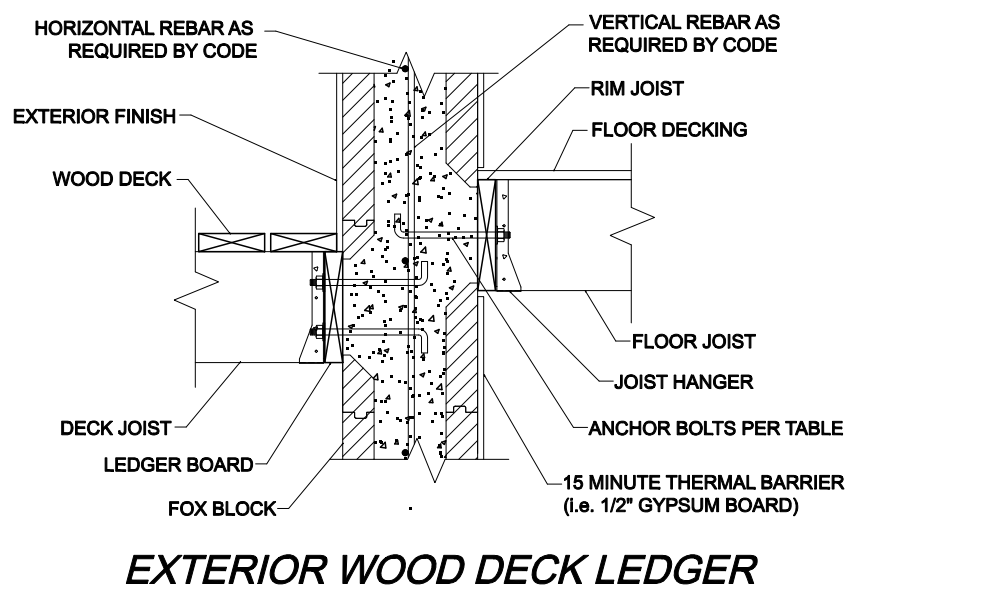 HORIZONTAL REBAR AS
REQUIRED BY CODE
EXTERIOR FINISH
WOOD DECK
DECK JOIST
LEDGER BOARD
FOX BLOCK
VERTICAL REBAR AS
REQUIRED BY CODE
RIM JOIST
FLOOR DECKING
FLOOR JOIST
JOIST HANGER
ANCHOR BOLTS PER TABLE
15 MINUTE THERMAL BARRIER
(i.e. 1/2" GYPSUM BOARD)
EXTERIOR WOOD DECK LEDGER